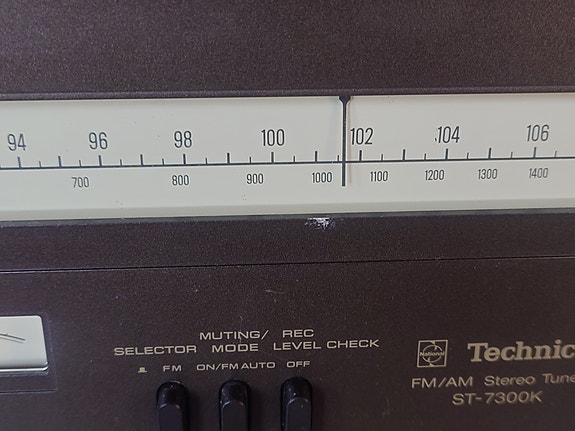 94 96 98 100 102 104 106
700 800 900 1000 1100 1200 1300 1400
MUTING/ REC
SELECTOR MODE LEVEL CHECK
FM ON/FM AUTO OFF
National
Technic
FM/AM Stereo Tune
ST-7300K